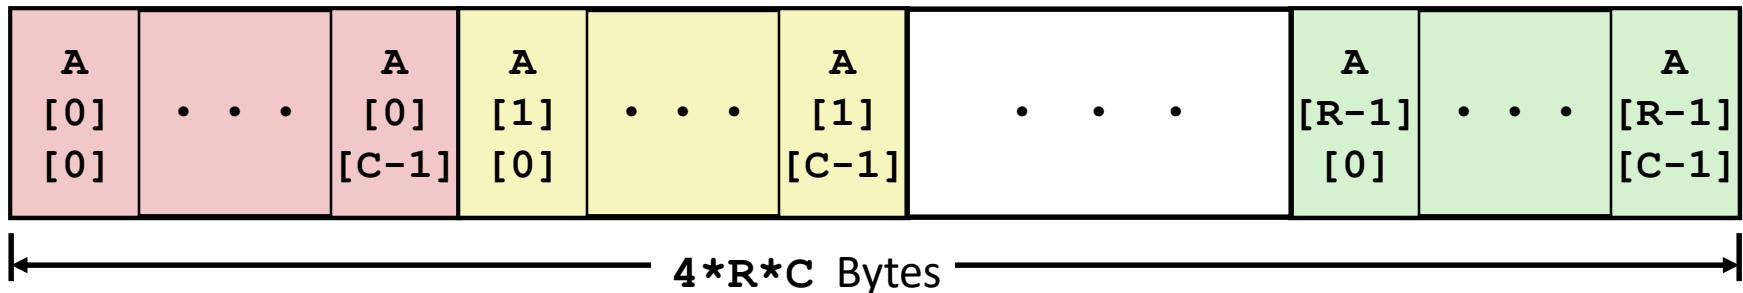 A A A A A A
[0] • • • [0] [1] • • • [1] • • • [R-1] • • • [R-1]
[0] [C-1] [0] [C-1] [0] [C-1]
4*R*C Bytes